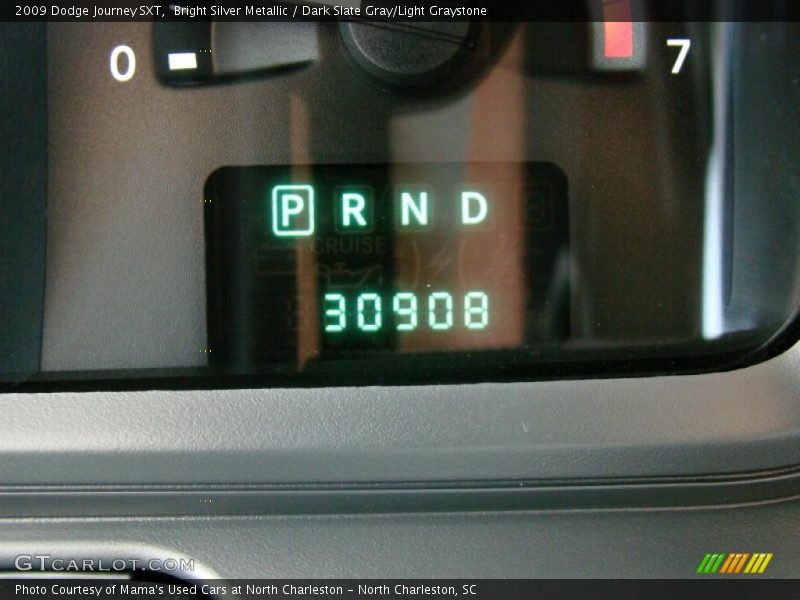 2009 Dodge Journey SXT, Bright Silver Metallic / Dark Slate Gray/Light Graystone
0 7
P R N D
CRUISE
30908
GTCARLOT.COM
Photo Courtesy of Mama's Used Cars at North Charleston - North Charleston, SC